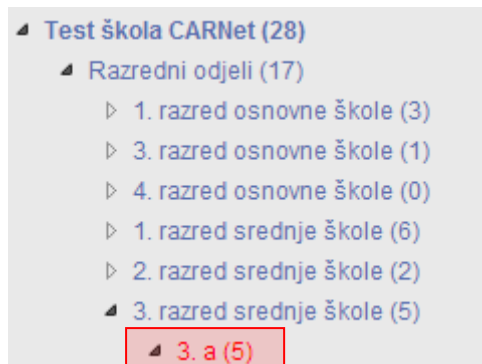 Test škola CARNet (28)
Razredni odjeli (17)
1. razred osnovne škole (3)
3. razred osnovne škole (1)
4. razred osnovne škole (0)
1. razred srednje škole (6)
2. razred srednje škole (2)
3. razred srednje škole (5)
3. a (5)